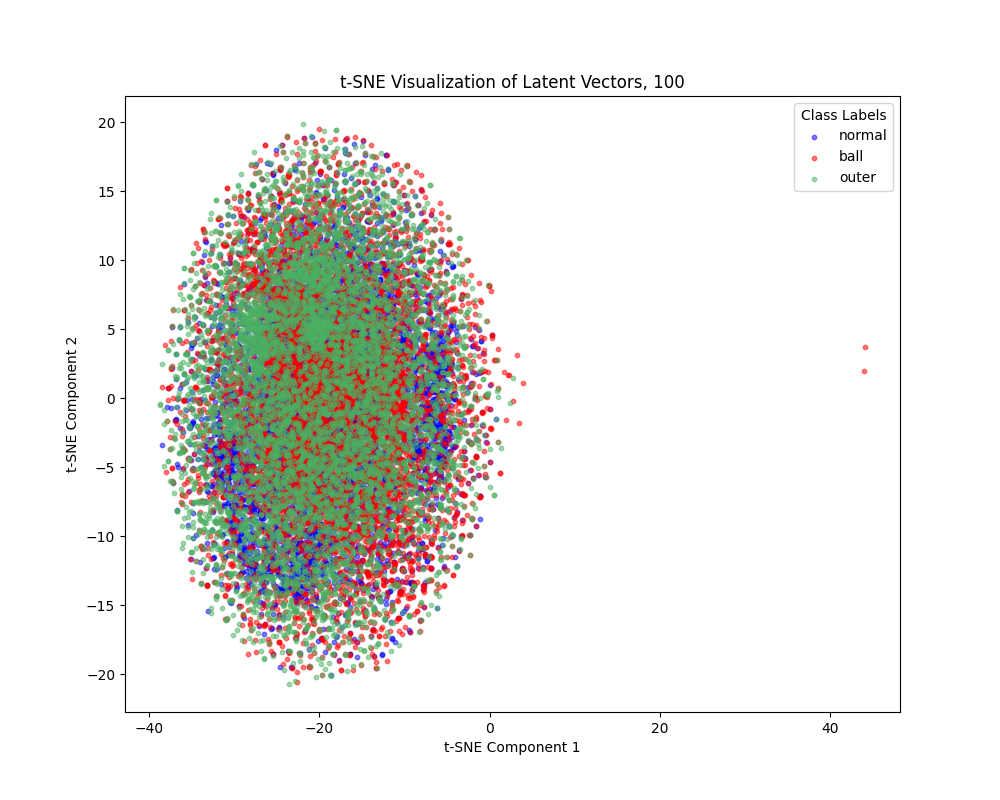 t-SNE Visualization of Latent Vectors, 100
Class Labels
normal
ball
outer
20
15
10
5
0
−5
−10
−15
−20
t-SNE Component 2
−40
−20
0
20
40
t-SNE Component 1